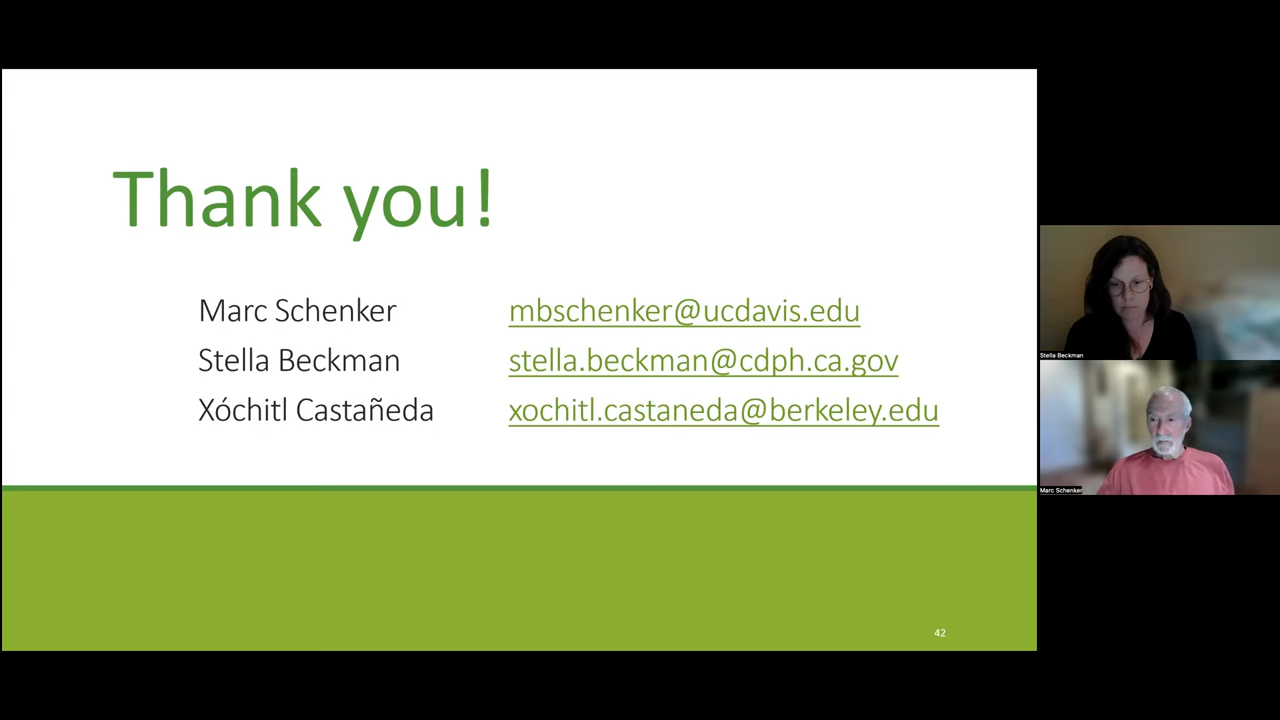 Thank you!
Marc Schenker mbschenker@ucdavis.edu
Stella Beckman stella.beckman@cdph.ca.gov
Xóchitl Castañeda xochitl.castaneda@berkeley.edu
42
Stella Beckman
Marc Schenker